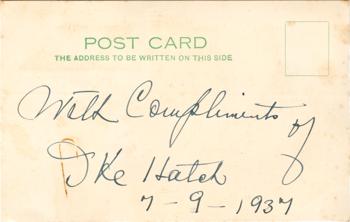 POST CARD
THE ADDRESS TO BE WRITTEN ON THIS SIDE
With Compliments of
Ike Hatch
7-9-1937